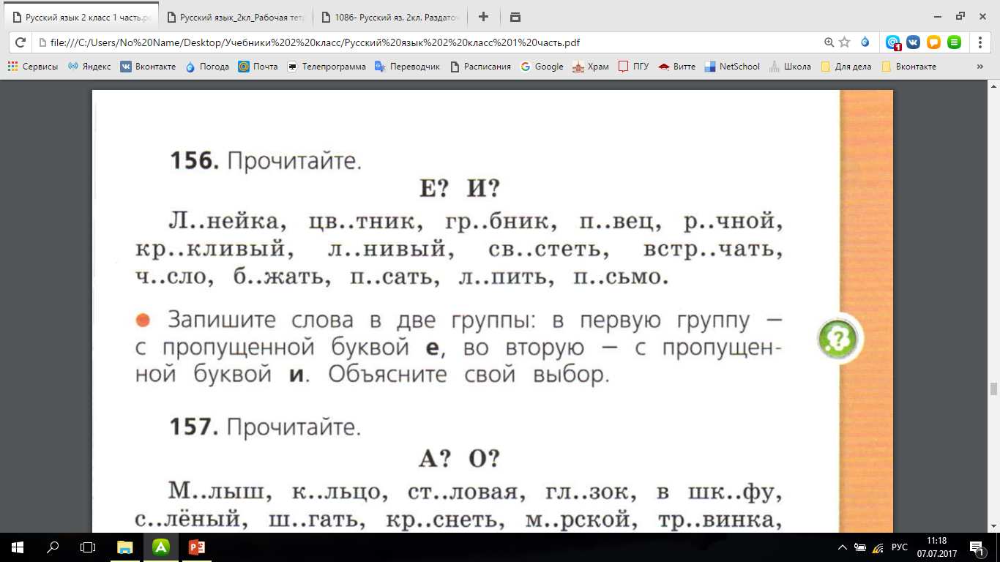 Русский язык 2 класс 1 часть.pd
Русский язык_2кл_Рабочая тетр
1086- Русский яз. 2кл. Раздаточ
file:///C:/Users/No%20Name/Desktop/Учебники%202%20класс/Русский%20язык%202%20класс%201%20часть.pdf
1
Сервисы Яндекс Вконтакте Погода Почта Телепрограмма Переводчик Расписания Google Храм ПГУ Витте NetSchool Школа Для дела Вконтакте »
156. Прочитайте.
Е? И?
Л..нейка, цв..тник, гр..бник, п..вец, р..чной,
кр..кливый, л..нивый, св..стеть, встр..чать,
ч..сло, б..жать, п..сать, л..пить, п..сьмо.
Запишите слова в две группы: в первую группу —
с пропущенной буквой е, во вторую — с пропущен-
ной буквой и. Объясните свой выбор.
?
157. Прочитайте.
А? О?
М..лыш, к..льцо, ст..ловая, гл..зок, в шк..фу,
с..лёный, ш..гать, кр..снеть, м..рской, тр..винка,
РУС
11:18
07.07.2017
1